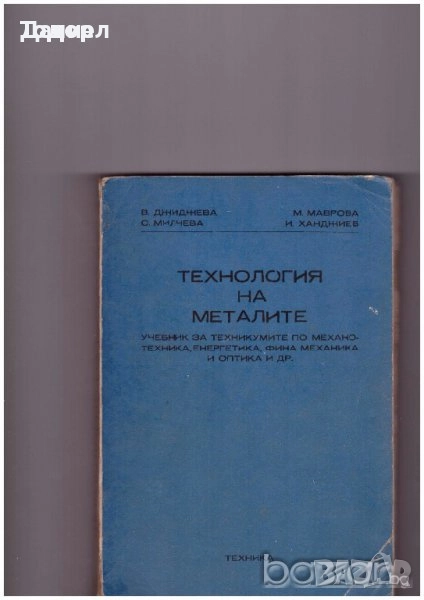 В. ДЖИДЖЕВА М. МАВРОВА
С. МИЛЧЕВА И. ХАНДЖИЕВ
ТЕХНОЛОГИЯ
НА
МЕТАЛИТЕ
УЧЕБНИК ЗА ТЕХНИКУМИТЕ ПО МЕХАНО-
ТЕХНИКА, ЕНЕРГЕТИКА, ФИНА МЕХАНИКА
И ОПТИКА И ДР.
ТЕХНИКА